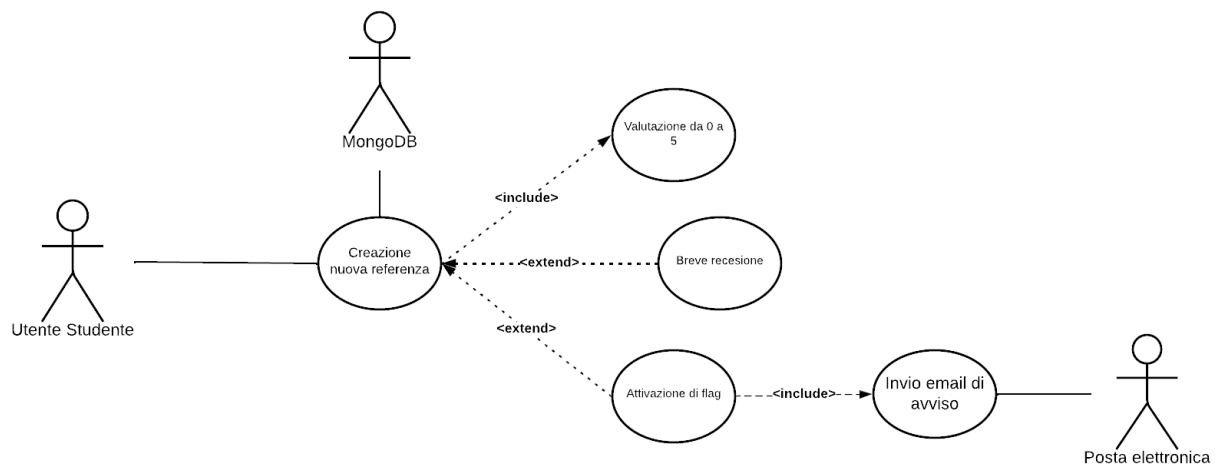 MongoDB
Valutazione da 0 a
5
<include>
Creazione
nuova referenza
<extend>
Breve recesione
Utente Studente
<extend>
Attivazione di flag
<include>
Invio email di
avviso
Posta elettronica